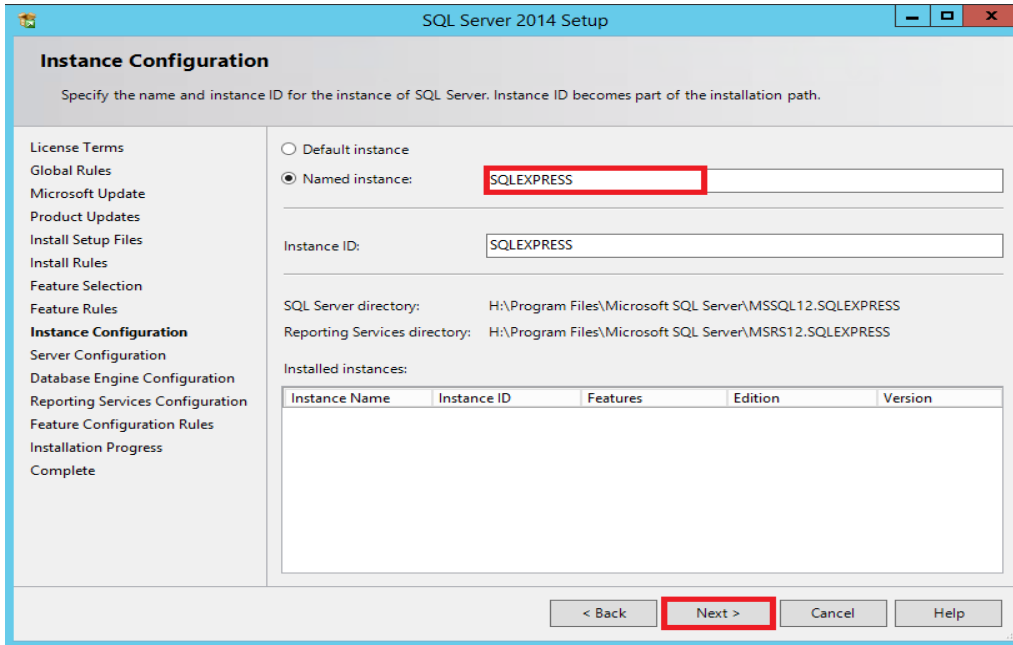 SQL Server 2014 Setup
Instance Configuration
Specify the name and instance ID for the instance of SQL Server. Instance ID becomes part of the installation path.
License Terms
Global Rules
Microsoft Update
Product Updates
Install Setup Files
Install Rules
Feature Selection
Feature Rules
Instance Configuration
Server Configuration
Database Engine Configuration
Reporting Services Configuration
Feature Configuration Rules
Installation Progress
Complete
Default instance
Named instance: SQLEXPRESS
Instance ID: SQLEXPRESS
SQL Server directory: H:\Program Files\Microsoft SQL Server\MSSQL12.SQLEXPRESS
Reporting Services directory: H:\Program Files\Microsoft SQL Server\MSRS12.SQLEXPRESS
Installed instances:
Instance Name Instance ID Features Edition Version
< Back Next > Cancel Help